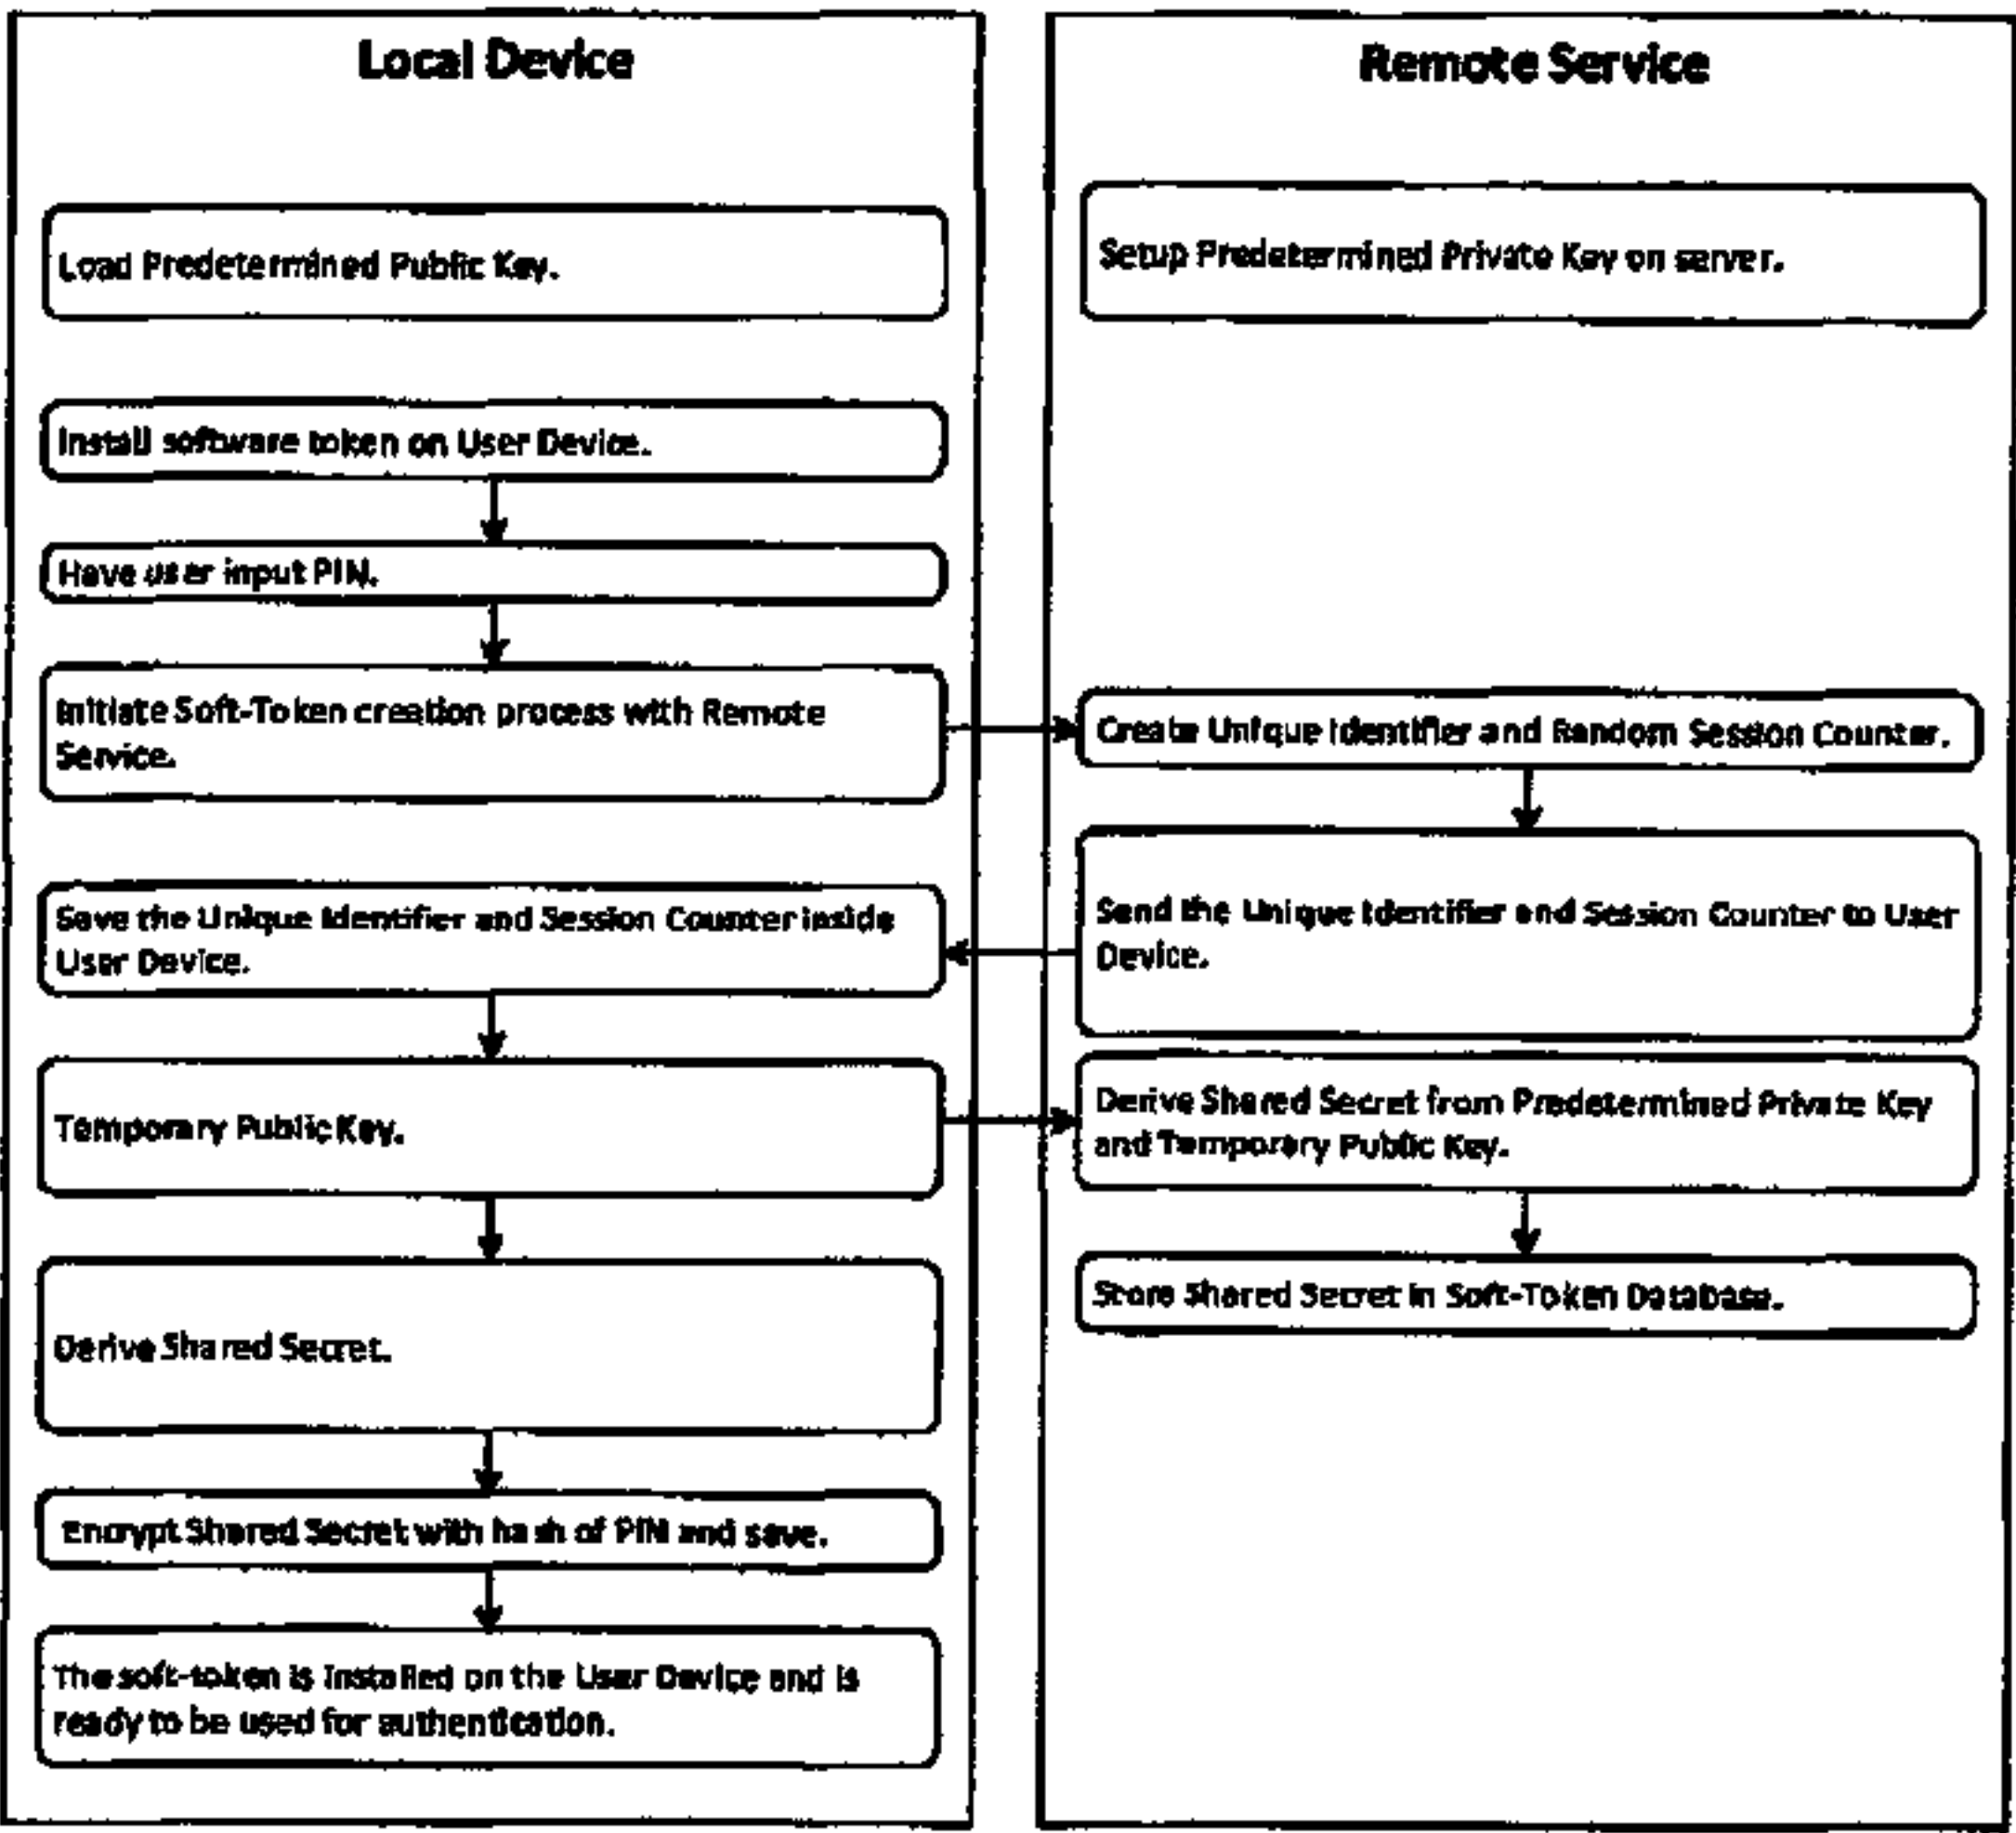 Local Device
Load Predetermined Public Key.
Install software token on User Device.
Have user input PIN.
Initiate Soft-Token creation process with Remote
Service.
Save the Unique Identifier and Session Counter inside
User Device.
Temporary Public Key.
Derive Shared Secret.
Encrypt Shared Secret with hash of PIN and save.
The soft-token is Installed on the User Device and is
ready to be used for authentication.
Remote Service
Setup Predetermined Private Key on server.
Create Unique Identifier and Random Session Counter.
Send the Unique Identifier and Session Counter to User
Device.
Derive Shared Secret from Predetermined Private Key
and Temporary Public Key.
Store Shared Secret in Soft-Token Database.